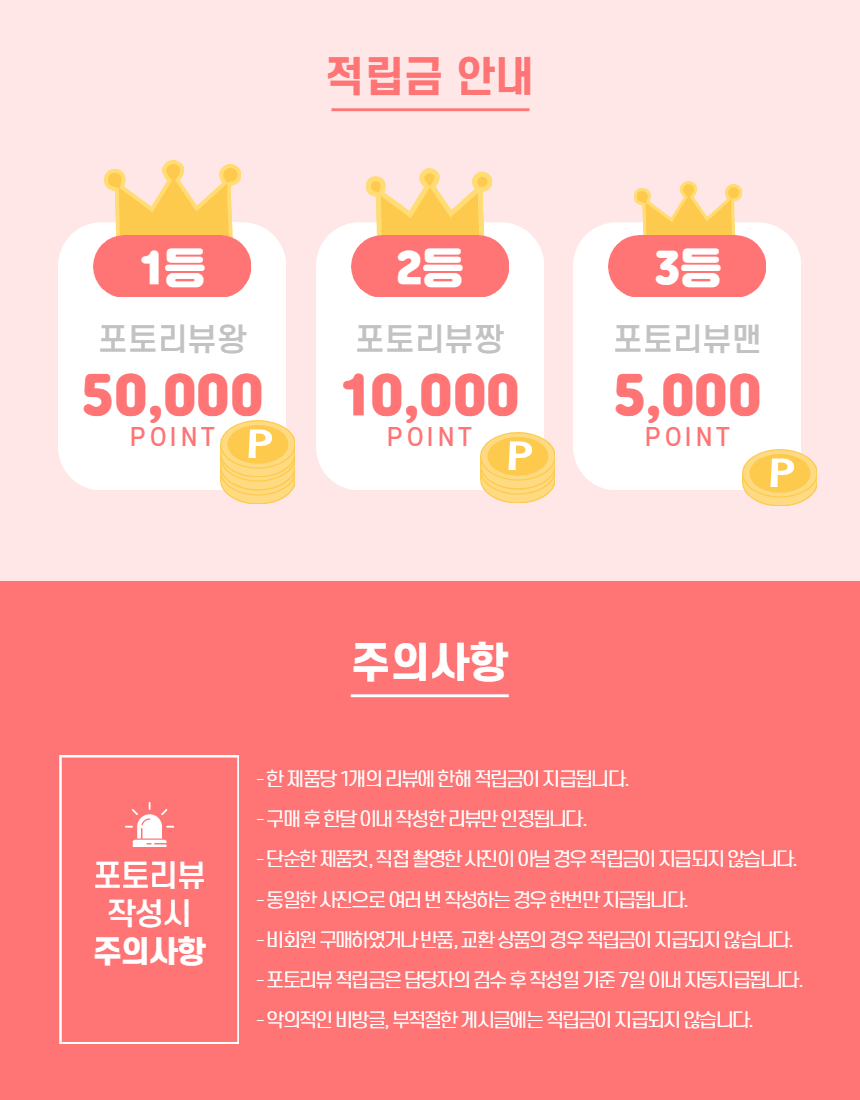 적립금 안내
1등
포토리뷰왕
50,000
POINT
P
2등
포토리뷰짱
10,000
POINT
P
3등
포토리뷰맨
5,000
POINT
P
주의사항
포토리뷰
작성시
주의사항
- 한 제품당 1개의 리뷰에 한해 적립금이 지급됩니다.
- 구매 후 한달 이내 작성한 리뷰만 인정됩니다.
- 단순한 제품컷, 직접 촬영한 사진이 아닐 경우 적립금이 지급되지 않습니다.
- 동일한 사진으로 여러 번 작성하는 경우 한번만 지급됩니다.
- 비회원 구매하였거나 반품, 교환 상품의 경우 적립금이 지급되지 않습니다.
- 포토리뷰 적립금은 담당자의 검수 후 작성일 기준 7일 이내 자동지급됩니다.
- 악의적인 비방글, 부적절한 게시글에는 적립금이 지급되지 않습니다.